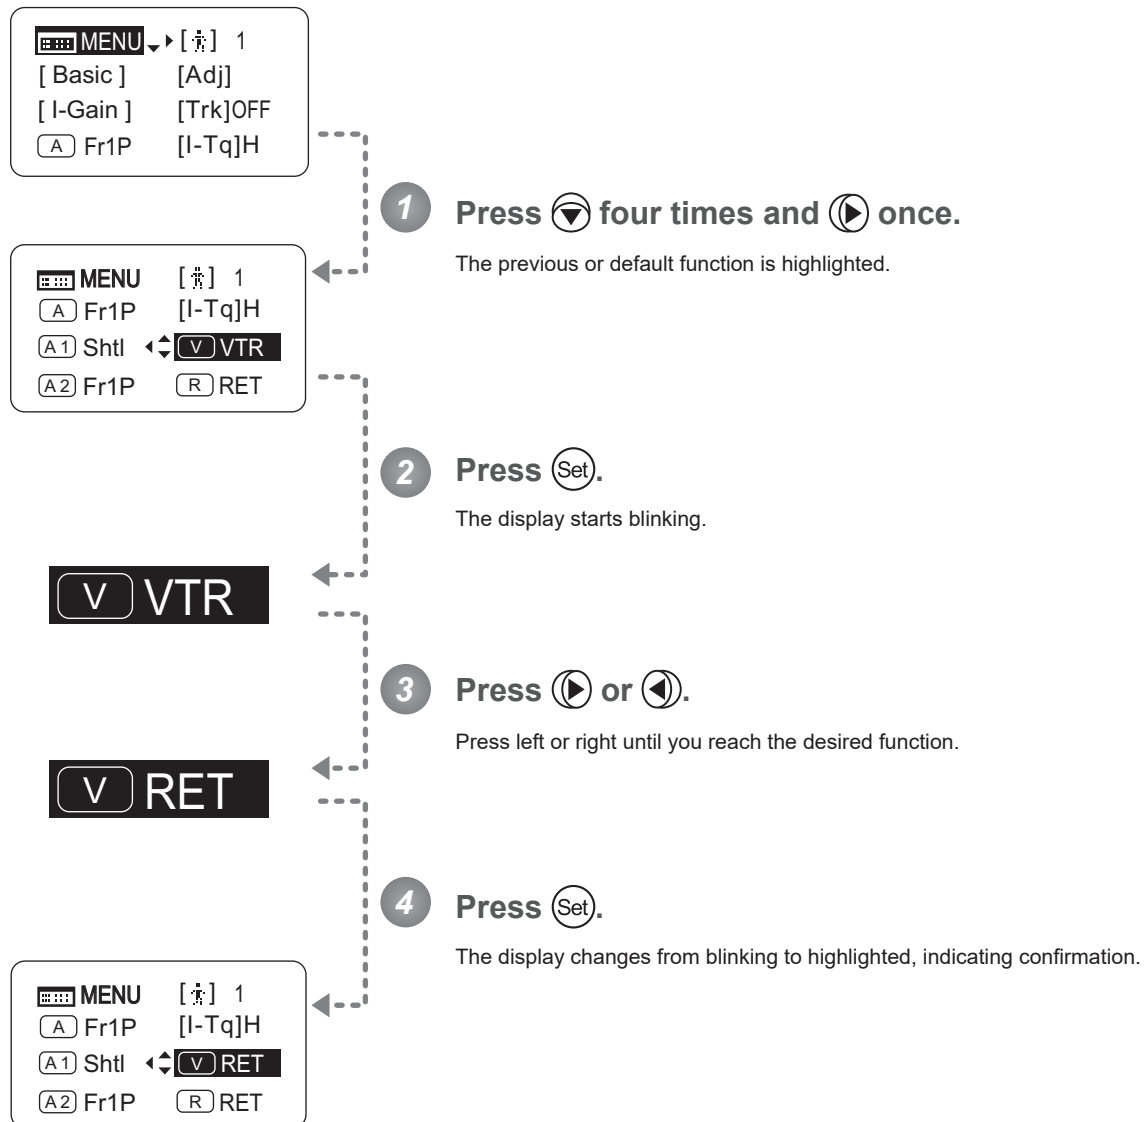 MENU [ ] 1
[ Basic ] [Adj]
[ I-Gain ] [Trk]OFF
A Fr1P [I-Tq]H
1 Press four times and once.
The previous or default function is highlighted.
MENU [ ] 1
A Fr1P [I-Tq]H
A1 Shtl V VTR
A2 Fr1P R RET
2 Press Set.
The display starts blinking.
V VTR
3 Press or .
Press left or right until you reach the desired function.
V RET
4 Press Set.
The display changes from blinking to highlighted, indicating confirmation.
MENU [ ] 1
A Fr1P [I-Tq]H
A1 Shtl V RET
A2 Fr1P R RET